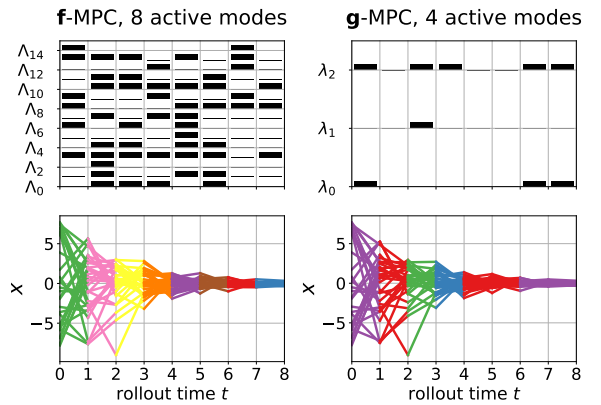 f-MPC, 8 active modes
g-MPC, 4 active modes
Λ14
Λ12
Λ10
Λ8
Λ6
Λ4
Λ2
Λ0
λ2
λ1
λ0
5
0
−5
x
0 1 2 3 4 5 6 7 8
rollout time t
5
0
−5
x
0 1 2 3 4 5 6 7 8
rollout time t